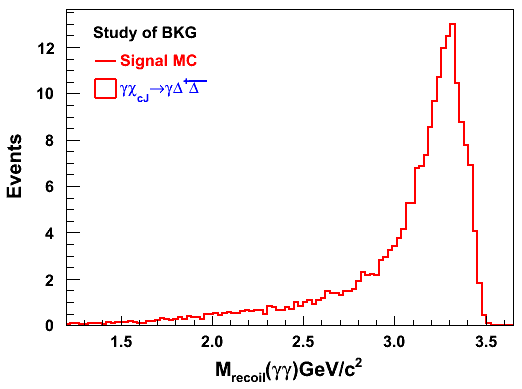 Study of BKG
Signal MC
γχcJ→γΔ⁺Δ̅
Events
12
10
8
6
4
2
0
1.5 2.0 2.5 3.0 3.5
Mrecoil(γγ)GeV/c²